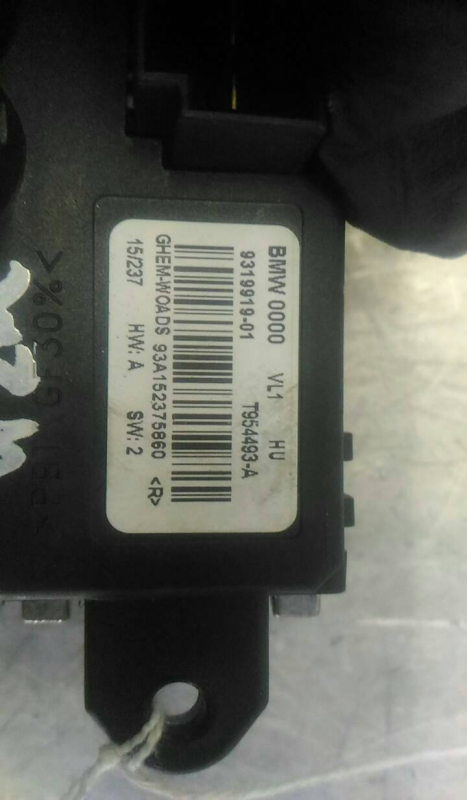 BMW 0000 VL1 HU
9319919-01 T954493-A
GHEM-WOADS 93A152375860 <R>
15/237 HW: A SW: 2